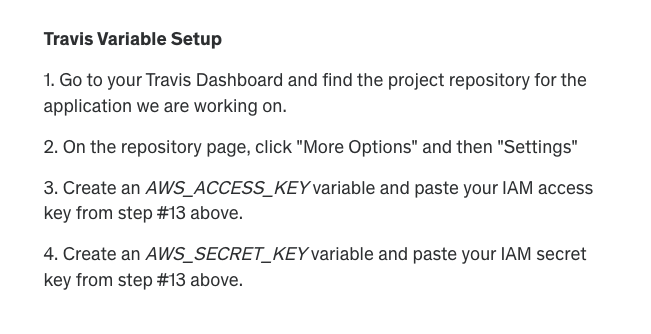 Travis Variable Setup
1. Go to your Travis Dashboard and find the project repository for the
application we are working on.
2. On the repository page, click "More Options" and then "Settings"
3. Create an AWS_ACCESS_KEY variable and paste your IAM access
key from step #13 above.
4. Create an AWS_SECRET_KEY variable and paste your IAM secret
key from step #13 above.